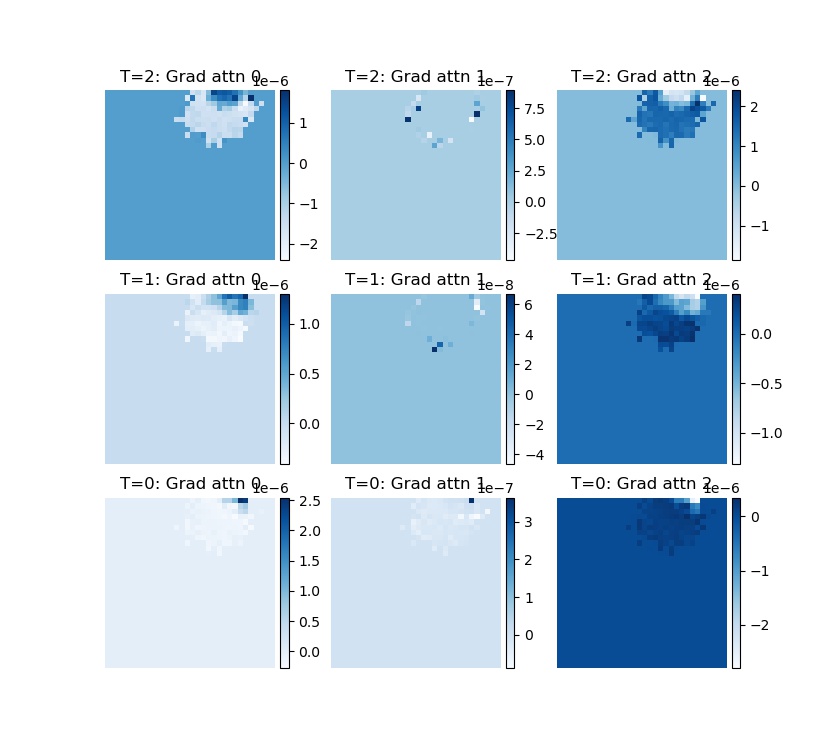 T=2: Grad attn 0
1e−6
1
0
−1
−2
T=2: Grad attn 1
1e−7
7.5
5.0
2.5
0.0
−2.5
T=2: Grad attn 2
1e−6
2
1
0
−1
T=1: Grad attn 0
1e−6
1.0
0.5
0.0
T=1: Grad attn 1
1e−8
6
4
2
0
−2
−4
T=1: Grad attn 2
1e−6
0.0
−0.5
−1.0
T=0: Grad attn 0
1e−6
2.5
2.0
1.5
1.0
0.5
0.0
T=0: Grad attn 1
1e−7
3
2
1
0
T=0: Grad attn 2
1e−6
0
−1
−2